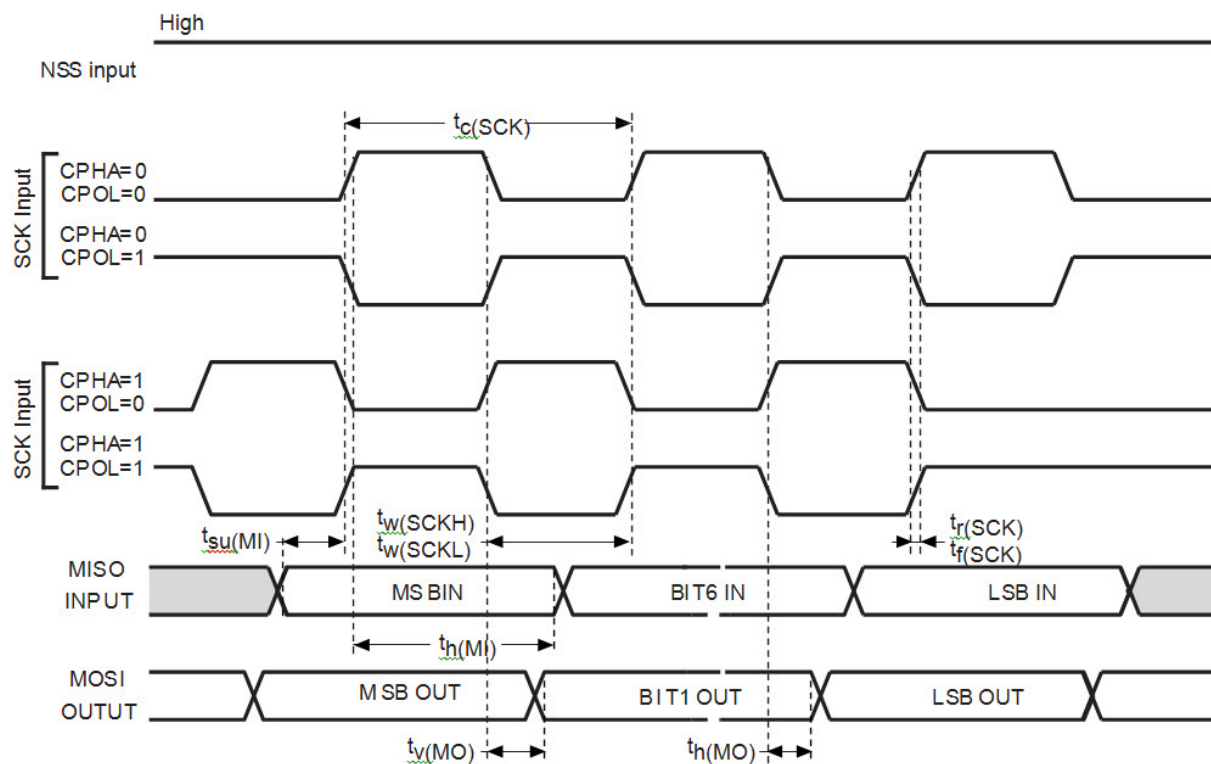 High
NSS input
tc(SCK)
SCK Input
CPHA=0
CPOL=0
CPHA=0
CPOL=1
SCK Input
CPHA=1
CPOL=0
CPHA=1
CPOL=1
tsu(MI)
tw(SCKH)
tw(SCKL)
tr(SCK)
tf(SCK)
MISO
INPUT
MS BIN
BIT6 IN
LSB IN
th(MI)
MOSI
OUTUT
MSB OUT
BIT1 OUT
LSB OUT
tv(MO)
th(MO)